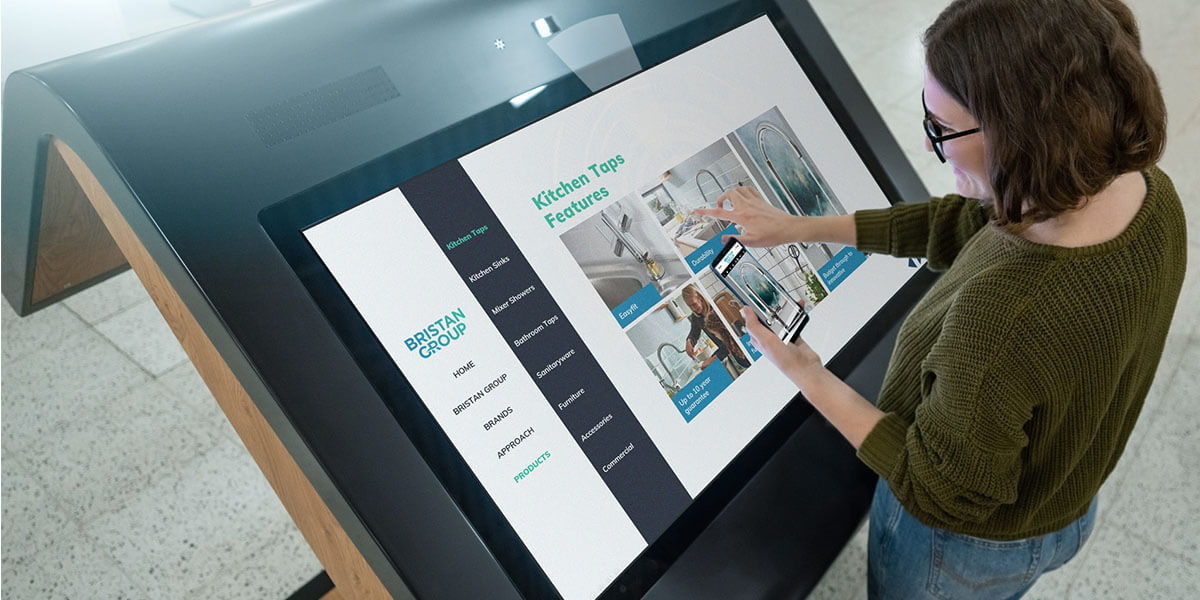 BRISTAN
GROUP
HOME
BRISTAN GROUP
BRANDS
APPROACH
PRODUCTS
Kitchen Taps
Kitchen Sinks
Mixer Showers
Bathroom Taps
Sanitaryware
Furniture
Accessories
Commercial
Kitchen Taps
Features
Easyfit
Durability
Budget through to
innovative
Up to 10 year
guarantee